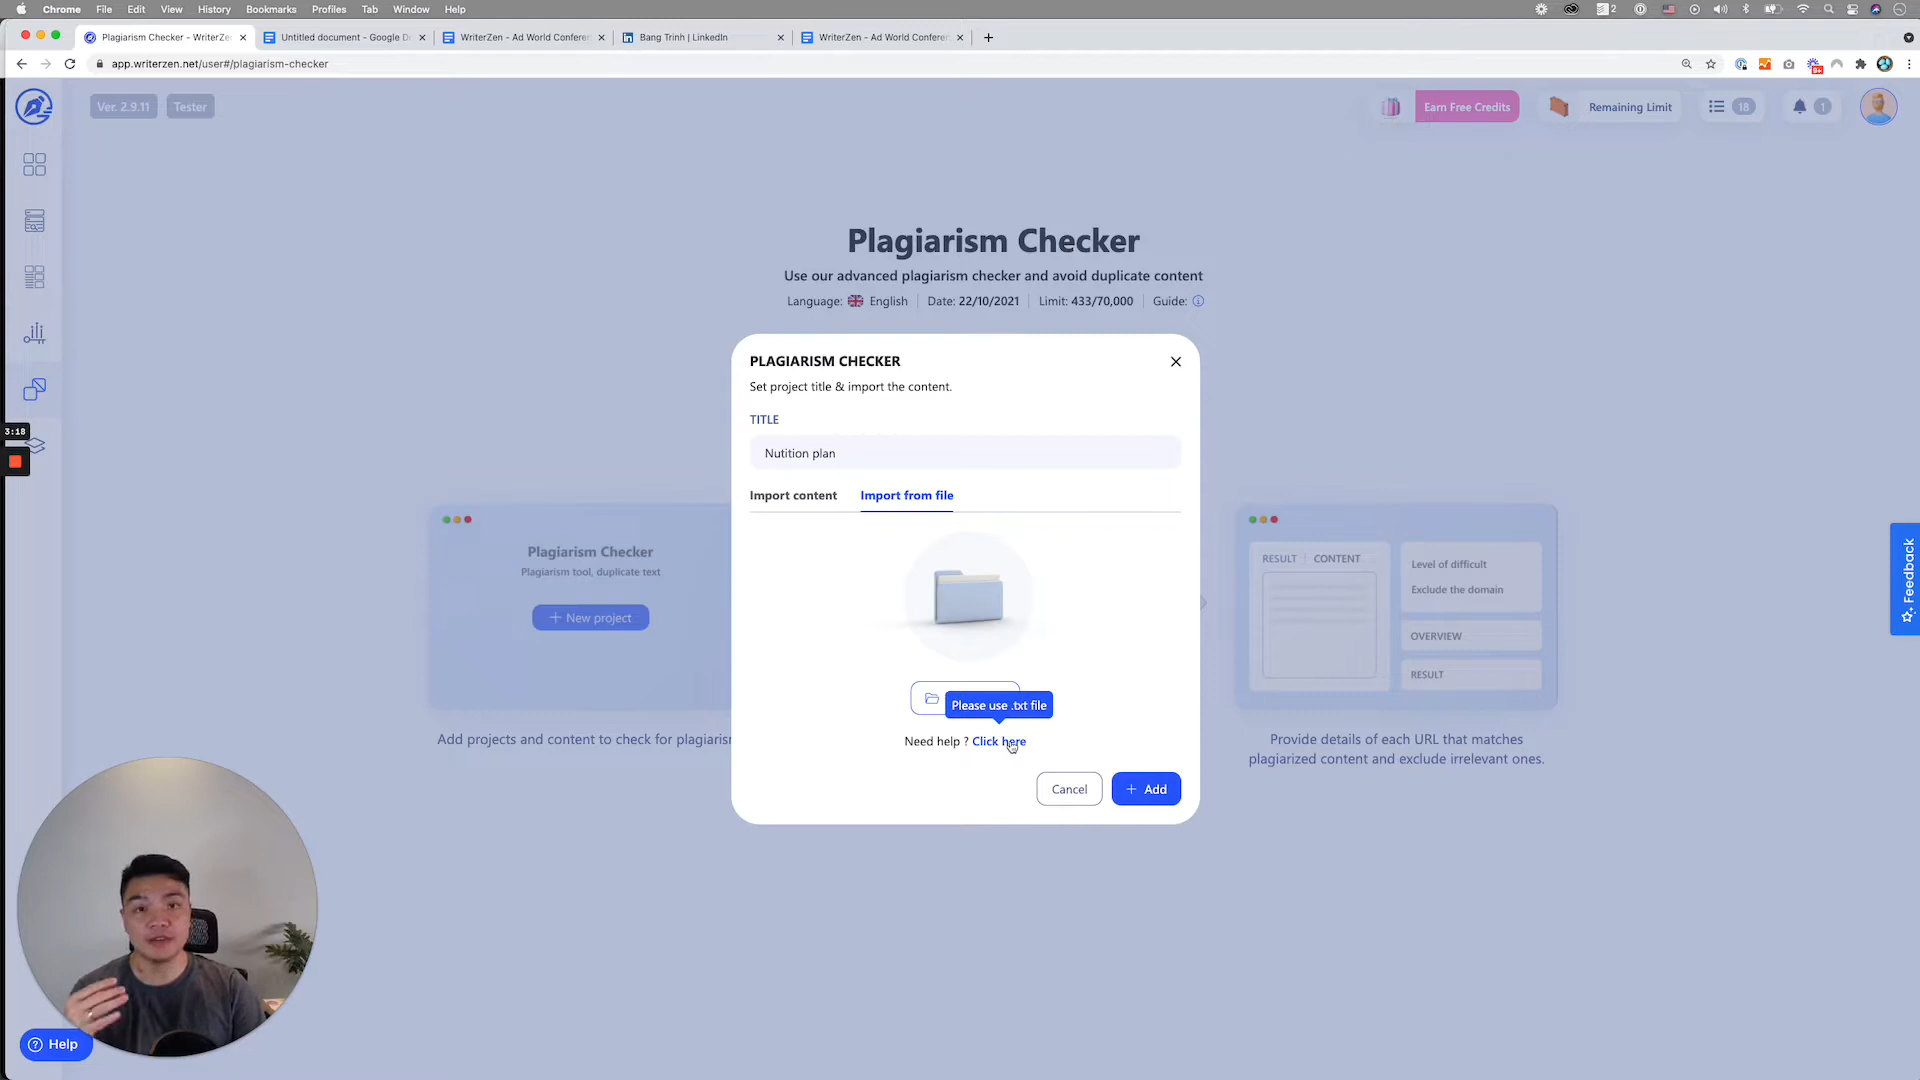 Chrome File Edit View History Bookmarks Profiles Tab Window Help
2
Plagiarism Checker - WriterZe
Untitled document - Google D
WriterZen - Ad World Conferen
Bang Trinh | LinkedIn
WriterZen - Ad World Conferen
app.writerzen.net/user#/plagiarism-checker
9+
Ver. 2.9.11
Tester
Earn Free Credits
Remaining Limit
18
1
Plagiarism Checker
Use our advanced plagiarism checker and avoid duplicate content
Language: English Date: 22/10/2021 Limit: 433/70,000 Guide:
PLAGIARISM CHECKER
Set project title & import the content.
TITLE
Nutition plan
Import content Import from file
Please use .txt file
Need help ? Click here
Cancel
+ Add
3:18
Plagiarism Checker
Plagiarism tool, duplicate text
+ New project
Add projects and content to check for plagiarism
RESULT CONTENT
Level of difficult
Exclude the domain
OVERVIEW
RESULT
Provide details of each URL that matches
plagiarized content and exclude irrelevant ones.
Feedback
Help